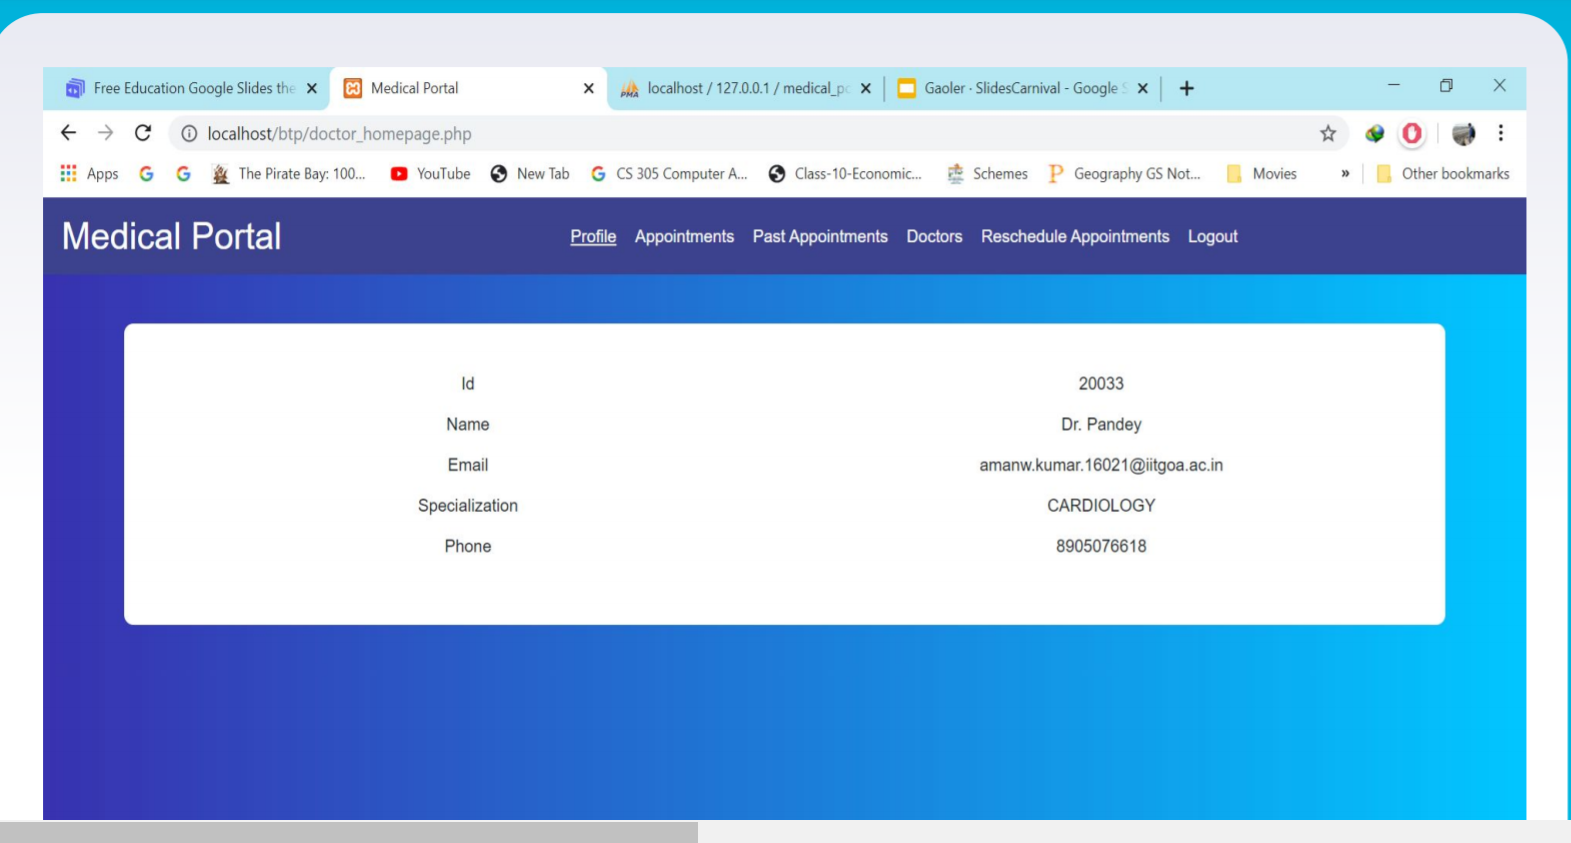 Free Education Google Slides the
Medical Portal
localhost / 127.0.0.1 / medical_po
Gaoler · SlidesCarnival - Google S
localhost/btp/doctor_homepage.php
Apps
The Pirate Bay: 100...
YouTube
New Tab
CS 305 Computer A...
Class-10-Economic...
Schemes
Geography GS Not...
Movies
»
Other bookmarks
Medical Portal
Profile Appointments Past Appointments Doctors Reschedule Appointments Logout
Id 20033
Name Dr. Pandey
Email amanw.kumar.16021@iitgoa.ac.in
Specialization CARDIOLOGY
Phone 8905076618